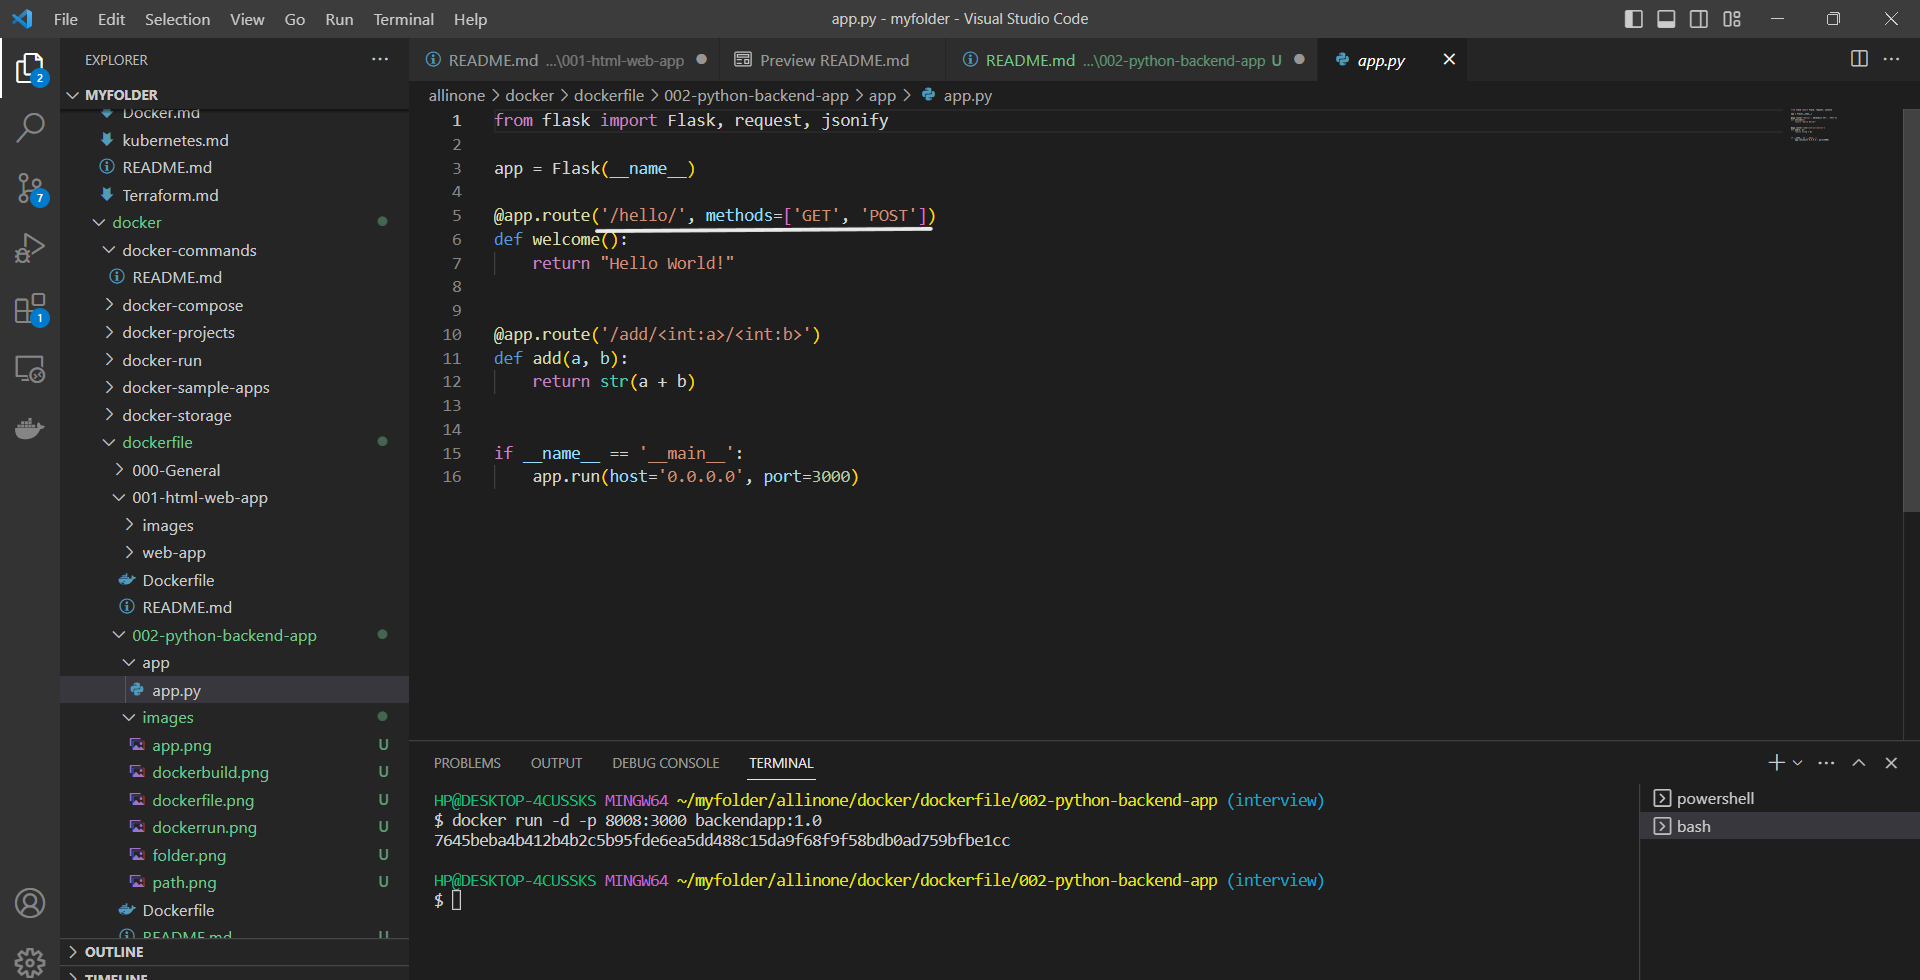 File Edit Selection View Go Run Terminal Help
app.py - myfolder - Visual Studio Code
EXPLORER
README.md ...\001-html-web-app
Preview README.md
README.md ...\002-python-backend-app U
app.py
MYFOLDER
allinone > docker > dockerfile > 002-python-backend-app > app > app.py
Docker.md
kubernetes.md
README.md
Terraform.md
docker
docker-commands
README.md
docker-compose
docker-projects
docker-run
docker-sample-apps
docker-storage
dockerfile
000-General
001-html-web-app
images
web-app
Dockerfile
README.md
002-python-backend-app
app
app.py
images
app.png U
dockerbuild.png U
dockerfile.png U
dockerrun.png U
folder.png U
path.png U
Dockerfile
README.md U
OUTLINE
TIMELINE
2
7
1
1 from flask import Flask, request, jsonify
2
3 app = Flask(__name__)
4
5 @app.route('/hello/', methods=['GET', 'POST'])
6 def welcome():
7     return "Hello World!"
8
9
10 @app.route('/add/<int:a>/<int:b>')
11 def add(a, b):
12     return str(a + b)
13
14
15 if __name__ == '__main__':
16     app.run(host='0.0.0.0', port=3000)
PROBLEMS OUTPUT DEBUG CONSOLE TERMINAL
HP@DESKTOP-4CUSSKS MINGW64 ~/myfolder/allinone/docker/dockerfile/002-python-backend-app (interview)
$ docker run -d -p 8008:3000 backendapp:1.0
7645beba4b412b4b2c5b95fde6ea5dd488c15da9f68f9f58bdb0ad759bfbe1cc
HP@DESKTOP-4CUSSKS MINGW64 ~/myfolder/allinone/docker/dockerfile/002-python-backend-app (interview)
$
powershell
bash